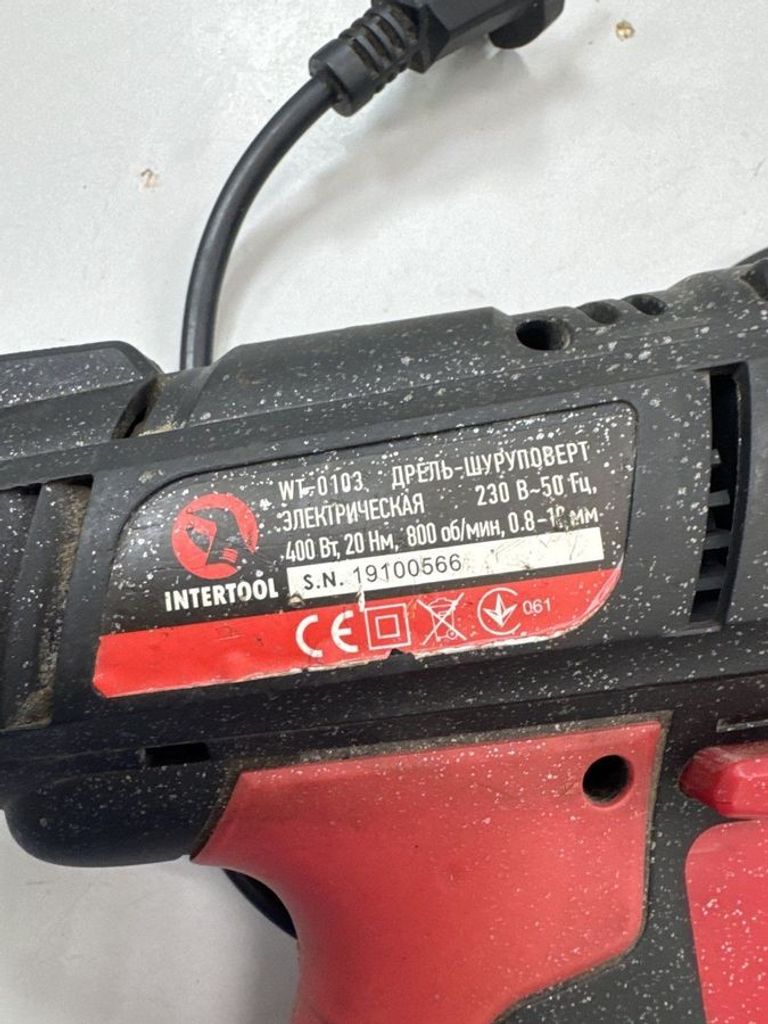 WT-0103 ДРЕЛЬ-ШУРУПОВЕРТ
ЭЛЕКТРИЧЕСКАЯ 230 В~50 Гц,
400 Вт, 20 Нм, 800 об/мин, 0.8-10 мм
INTERTOOL
S.N. 19100566
CE
061